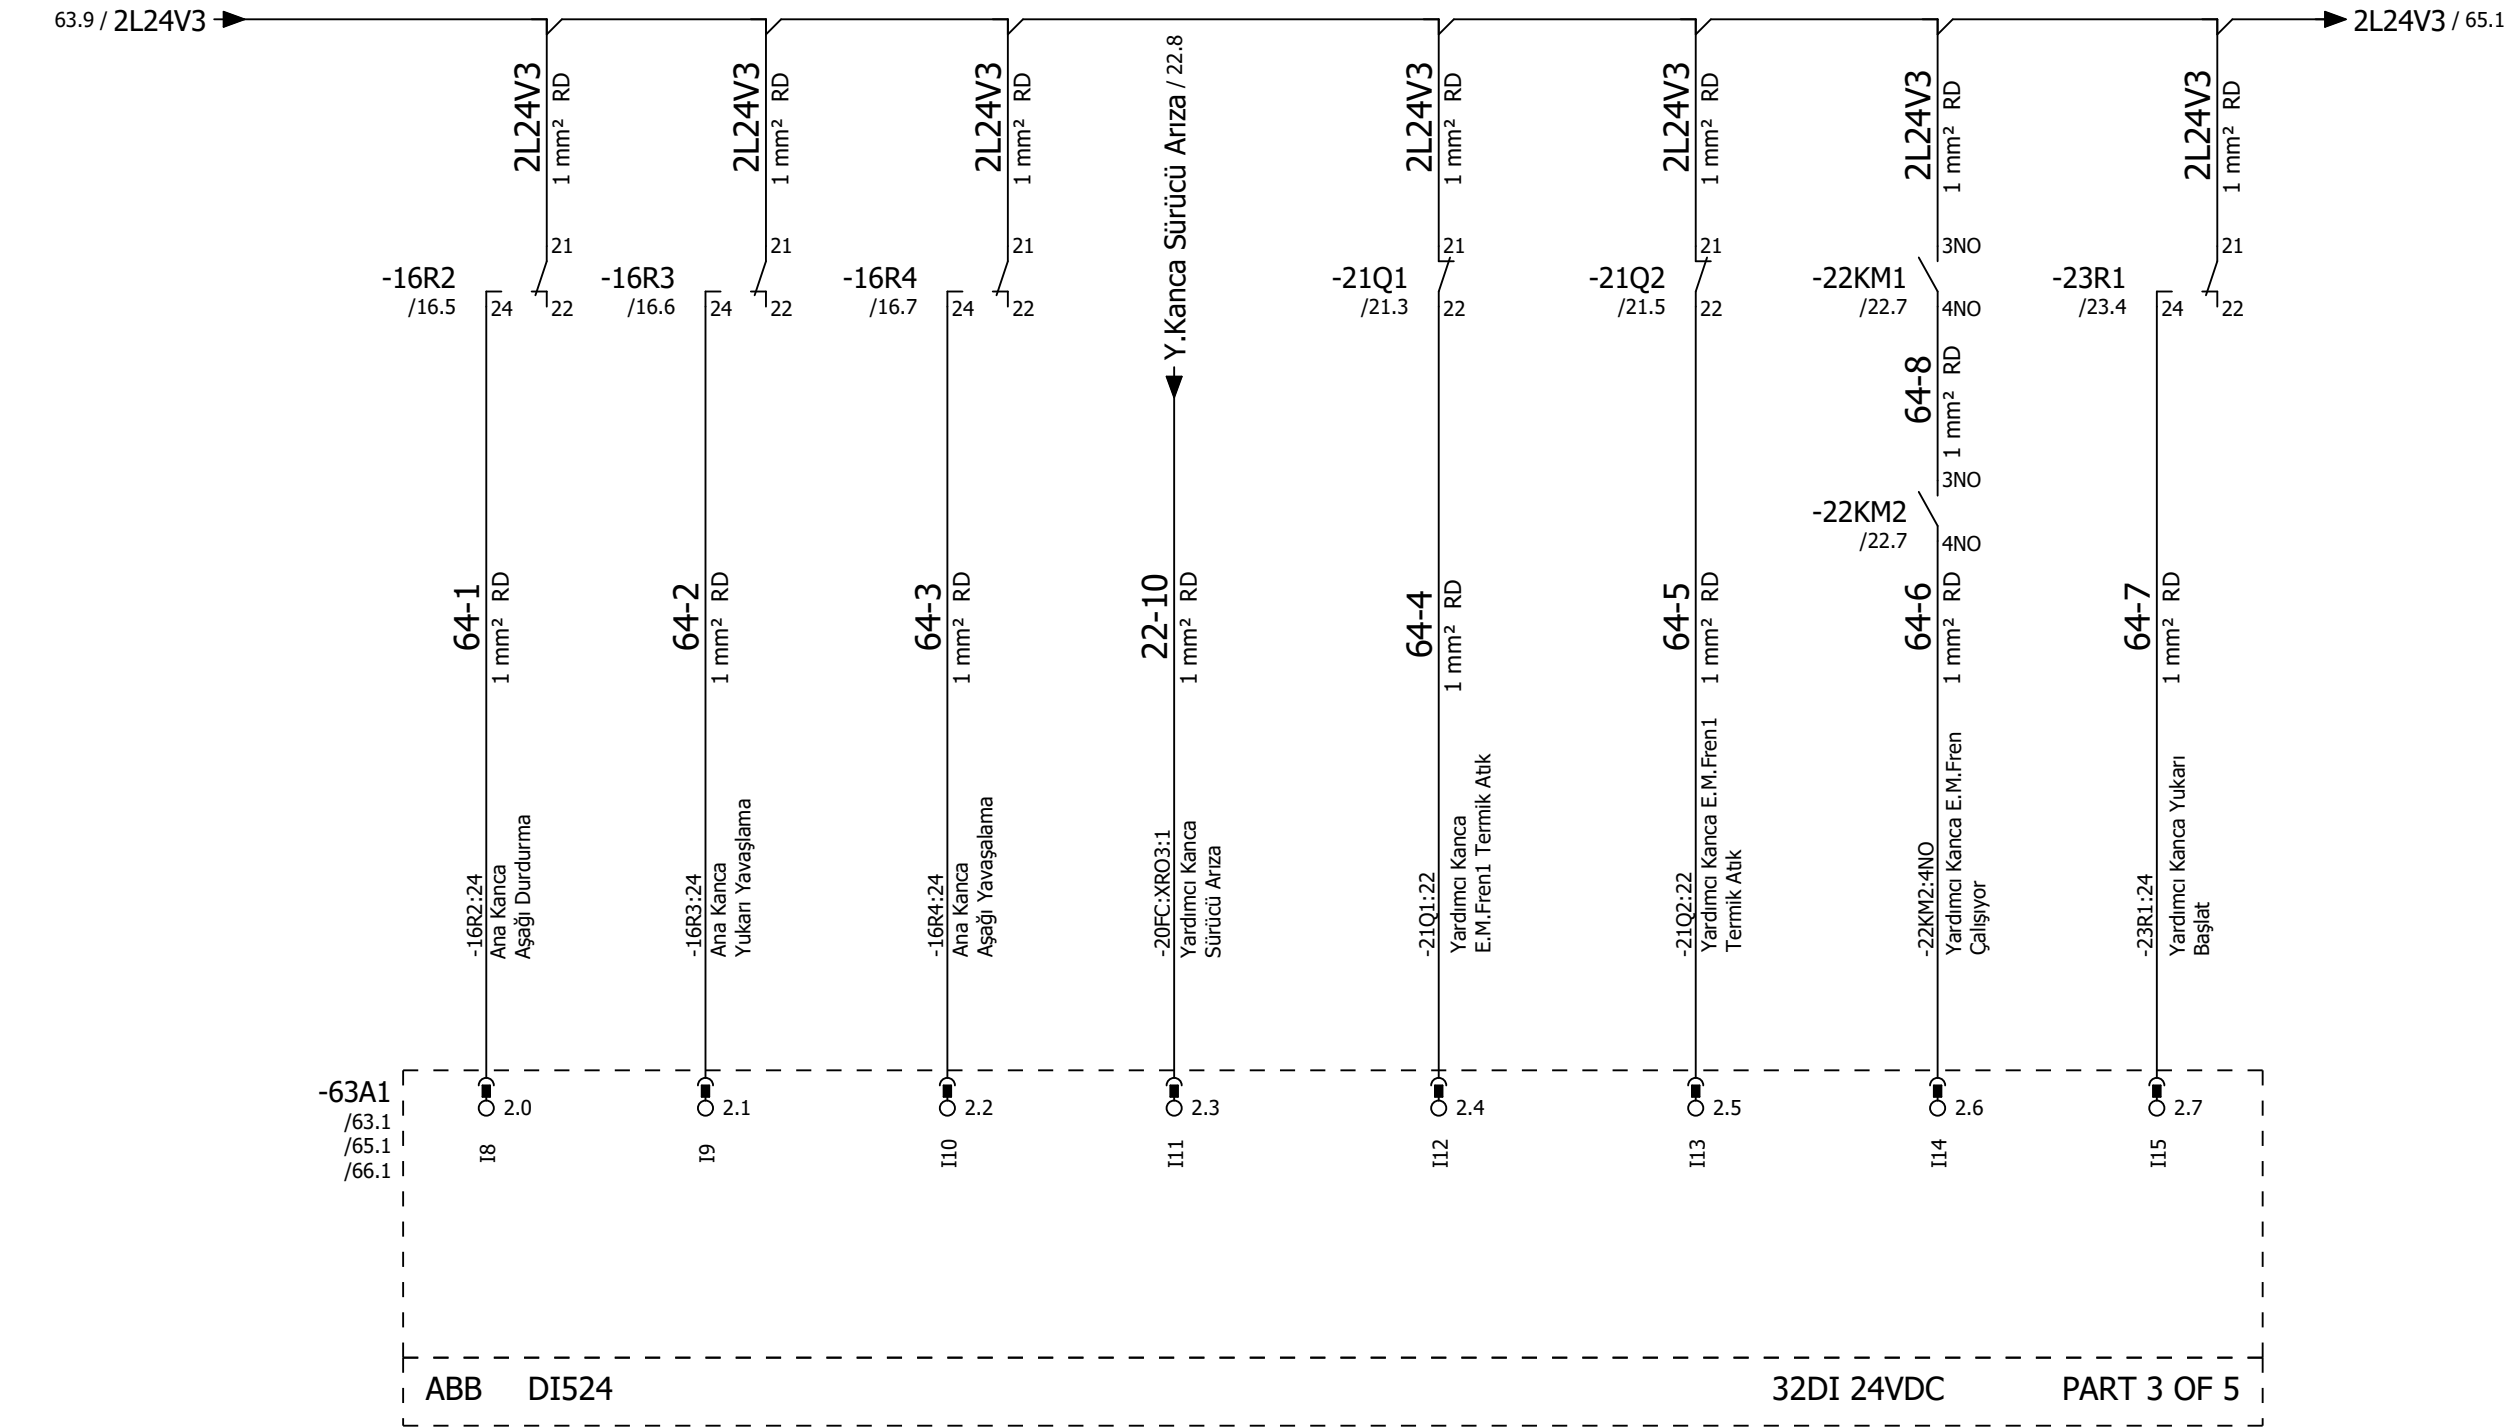 63.9 / 2L24V3
2L24V3 / 65.1
2L24V3
1 mm² RD
2L24V3
1 mm² RD
2L24V3
1 mm² RD
Y.Kanca Sürücü Arıza / 22.8
2L24V3
1 mm² RD
2L24V3
1 mm² RD
2L24V3
1 mm² RD
2L24V3
1 mm² RD
-16R2
/16.5
21
24
22
-16R3
/16.6
21
24
22
-16R4
/16.7
21
24
22
-21Q1
/21.3
21
22
-21Q2
/21.5
21
22
-22KM1
/22.7
3NO
4NO
-23R1
/23.4
21
24
22
64-8
1 mm² RD
-22KM2
/22.7
3NO
4NO
64-1
1 mm² RD
64-2
1 mm² RD
64-3
1 mm² RD
22-10
1 mm² RD
64-4
1 mm² RD
64-5
1 mm² RD
64-6
1 mm² RD
64-7
1 mm² RD
-16R2:24
Ana Kanca
Aşağı Durdurma
-16R3:24
Ana Kanca
Yukarı Yavaşlama
-16R4:24
Ana Kanca
Aşağı Yavaşalama
-20FC:XRO3:1
Yardımcı Kanca
Sürücü Arıza
-21Q1:22
Yardımcı Kanca
E.M.Fren1 Termik Atık
-21Q2:22
Yardımcı Kanca E.M.Fren1
Termik Atık
-22KM2:4NO
Yardımcı Kanca E.M.Fren
Çalışıyor
-23R1:24
Yardımcı Kanca Yukarı
Başlat
-63A1
/63.1
/65.1
/66.1
2.0
2.1
2.2
2.3
2.4
2.5
2.6
2.7
I8
I9
I10
I11
I12
I13
I14
I15
ABB DI524 32DI 24VDC PART 3 OF 5